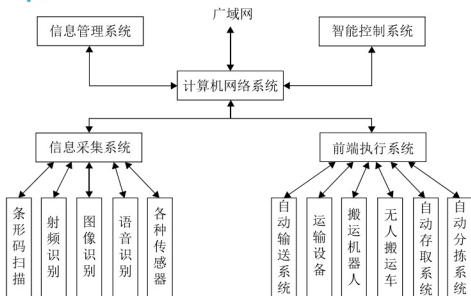 广域网
信息管理系统
智能控制系统
计算机网络系统
信息采集系统
前端执行系统
条形码扫描
射频识别
图像识别
语音识别
各种传感器
自动输送系统
运输设备
搬运机器人
无人搬运车
自动存取系统
自动分拣系统